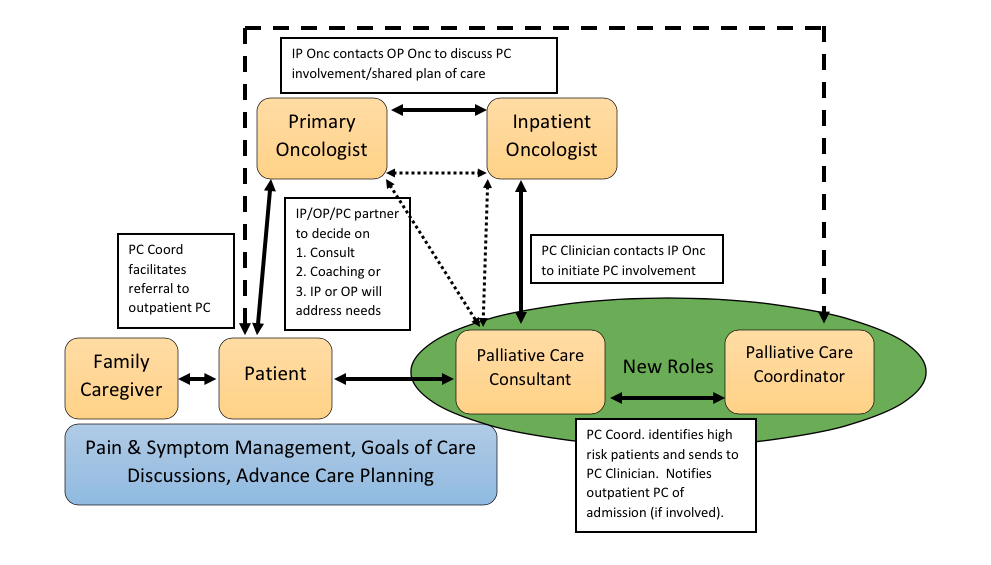 IP Onc contacts OP Onc to discuss PC
involvement/shared plan of care
Primary
Oncologist
Inpatient
Oncologist
IP/OP/PC partner
to decide on
1. Consult
2. Coaching or
3. IP or OP will
address needs
PC Coord
facilitates
referral to
outpatient PC
PC Clinician contacts IP Onc
to initiate PC involvement
Family
Caregiver
Patient
Palliative Care
Consultant
New Roles
Palliative Care
Coordinator
Pain & Symptom Management, Goals of Care
Discussions, Advance Care Planning
PC Coord. identifies high
risk patients and sends to
PC Clinician.  Notifies
outpatient PC of
admission (if involved).